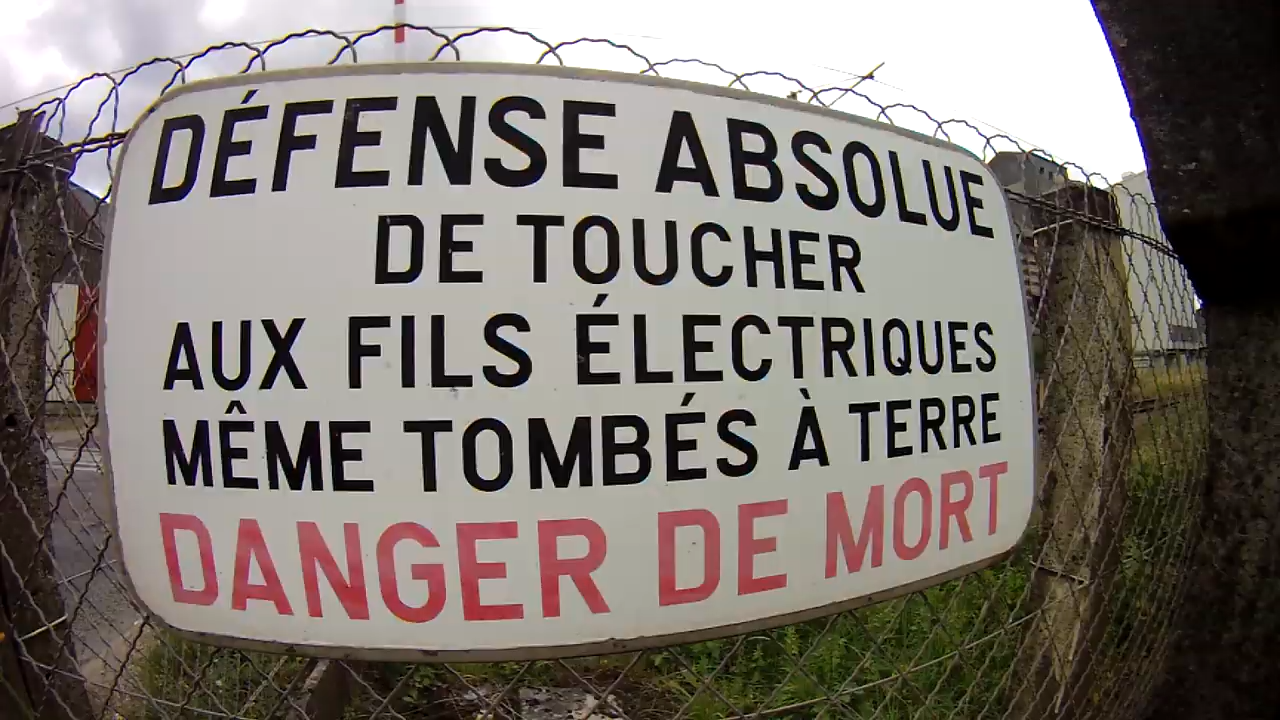 DÉFENSE ABSOLUE
DE TOUCHER
AUX FILS ÉLECTRIQUES
MÊME TOMBÉS À TERRE
DANGER DE MORT